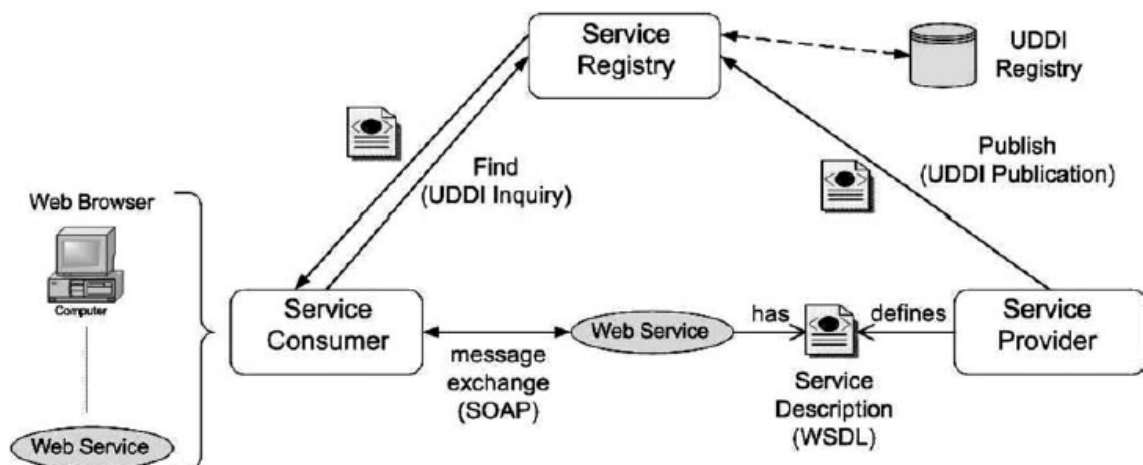 Service
Registry
UDDI
Registry
Find
(UDDI Inquiry)
Publish
(UDDI Publication)
Web Browser
Computer
Web Service
Service
Consumer
message
exchange
(SOAP)
Web Service
has
defines
Service
Description
(WSDL)
Service
Provider